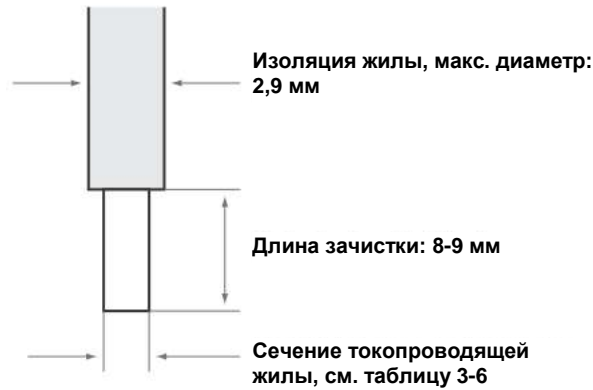 Изоляция жилы, макс. диаметр:
2,9 мм
Длина зачистки: 8-9 мм
Сечение токопроводящей
жилы, см. таблицу 3-6